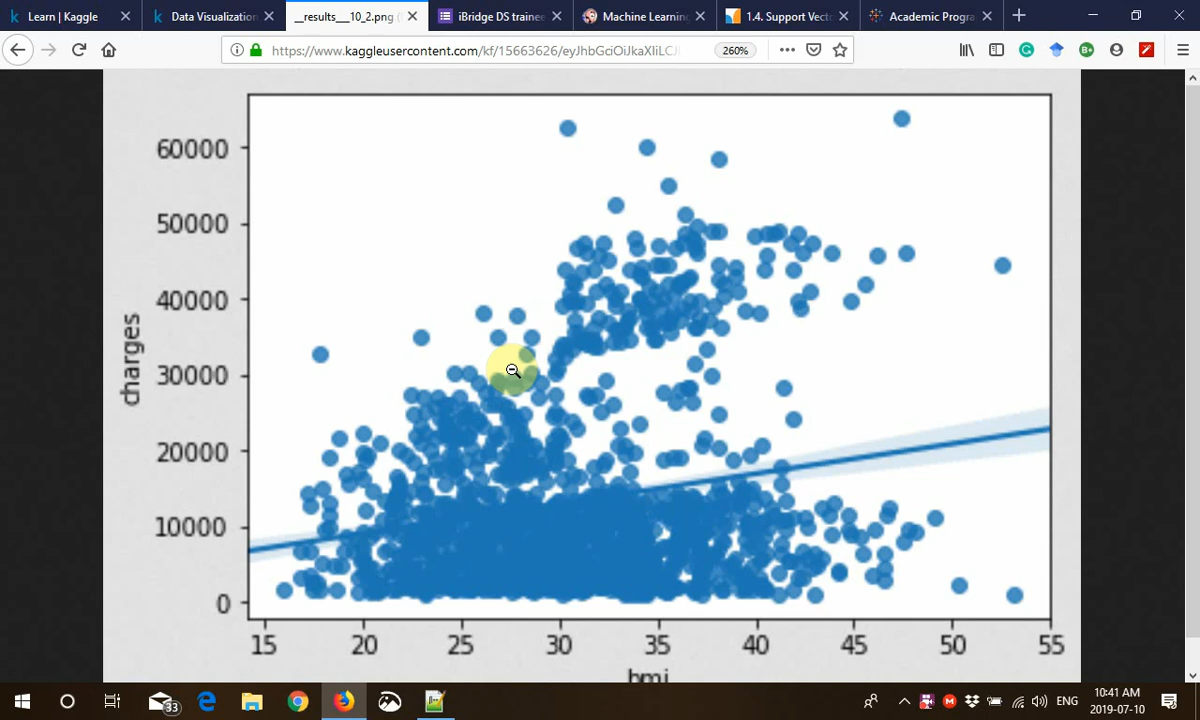 Learn | Kaggle
Data Visualization
__results___10_2.png (
iBridge DS trainee
Machine Learning
1.4. Support Vecto
Academic Progra
https://www.kaggleusercontent.com/kf/15663626/eyJhbGciOiJkaXIiLCJ
260%
60000
50000
40000
30000
20000
10000
0
charges
15 20 25 30 35 40 45 50 55
bmi
33
ENG
10:41 AM
2019-07-10